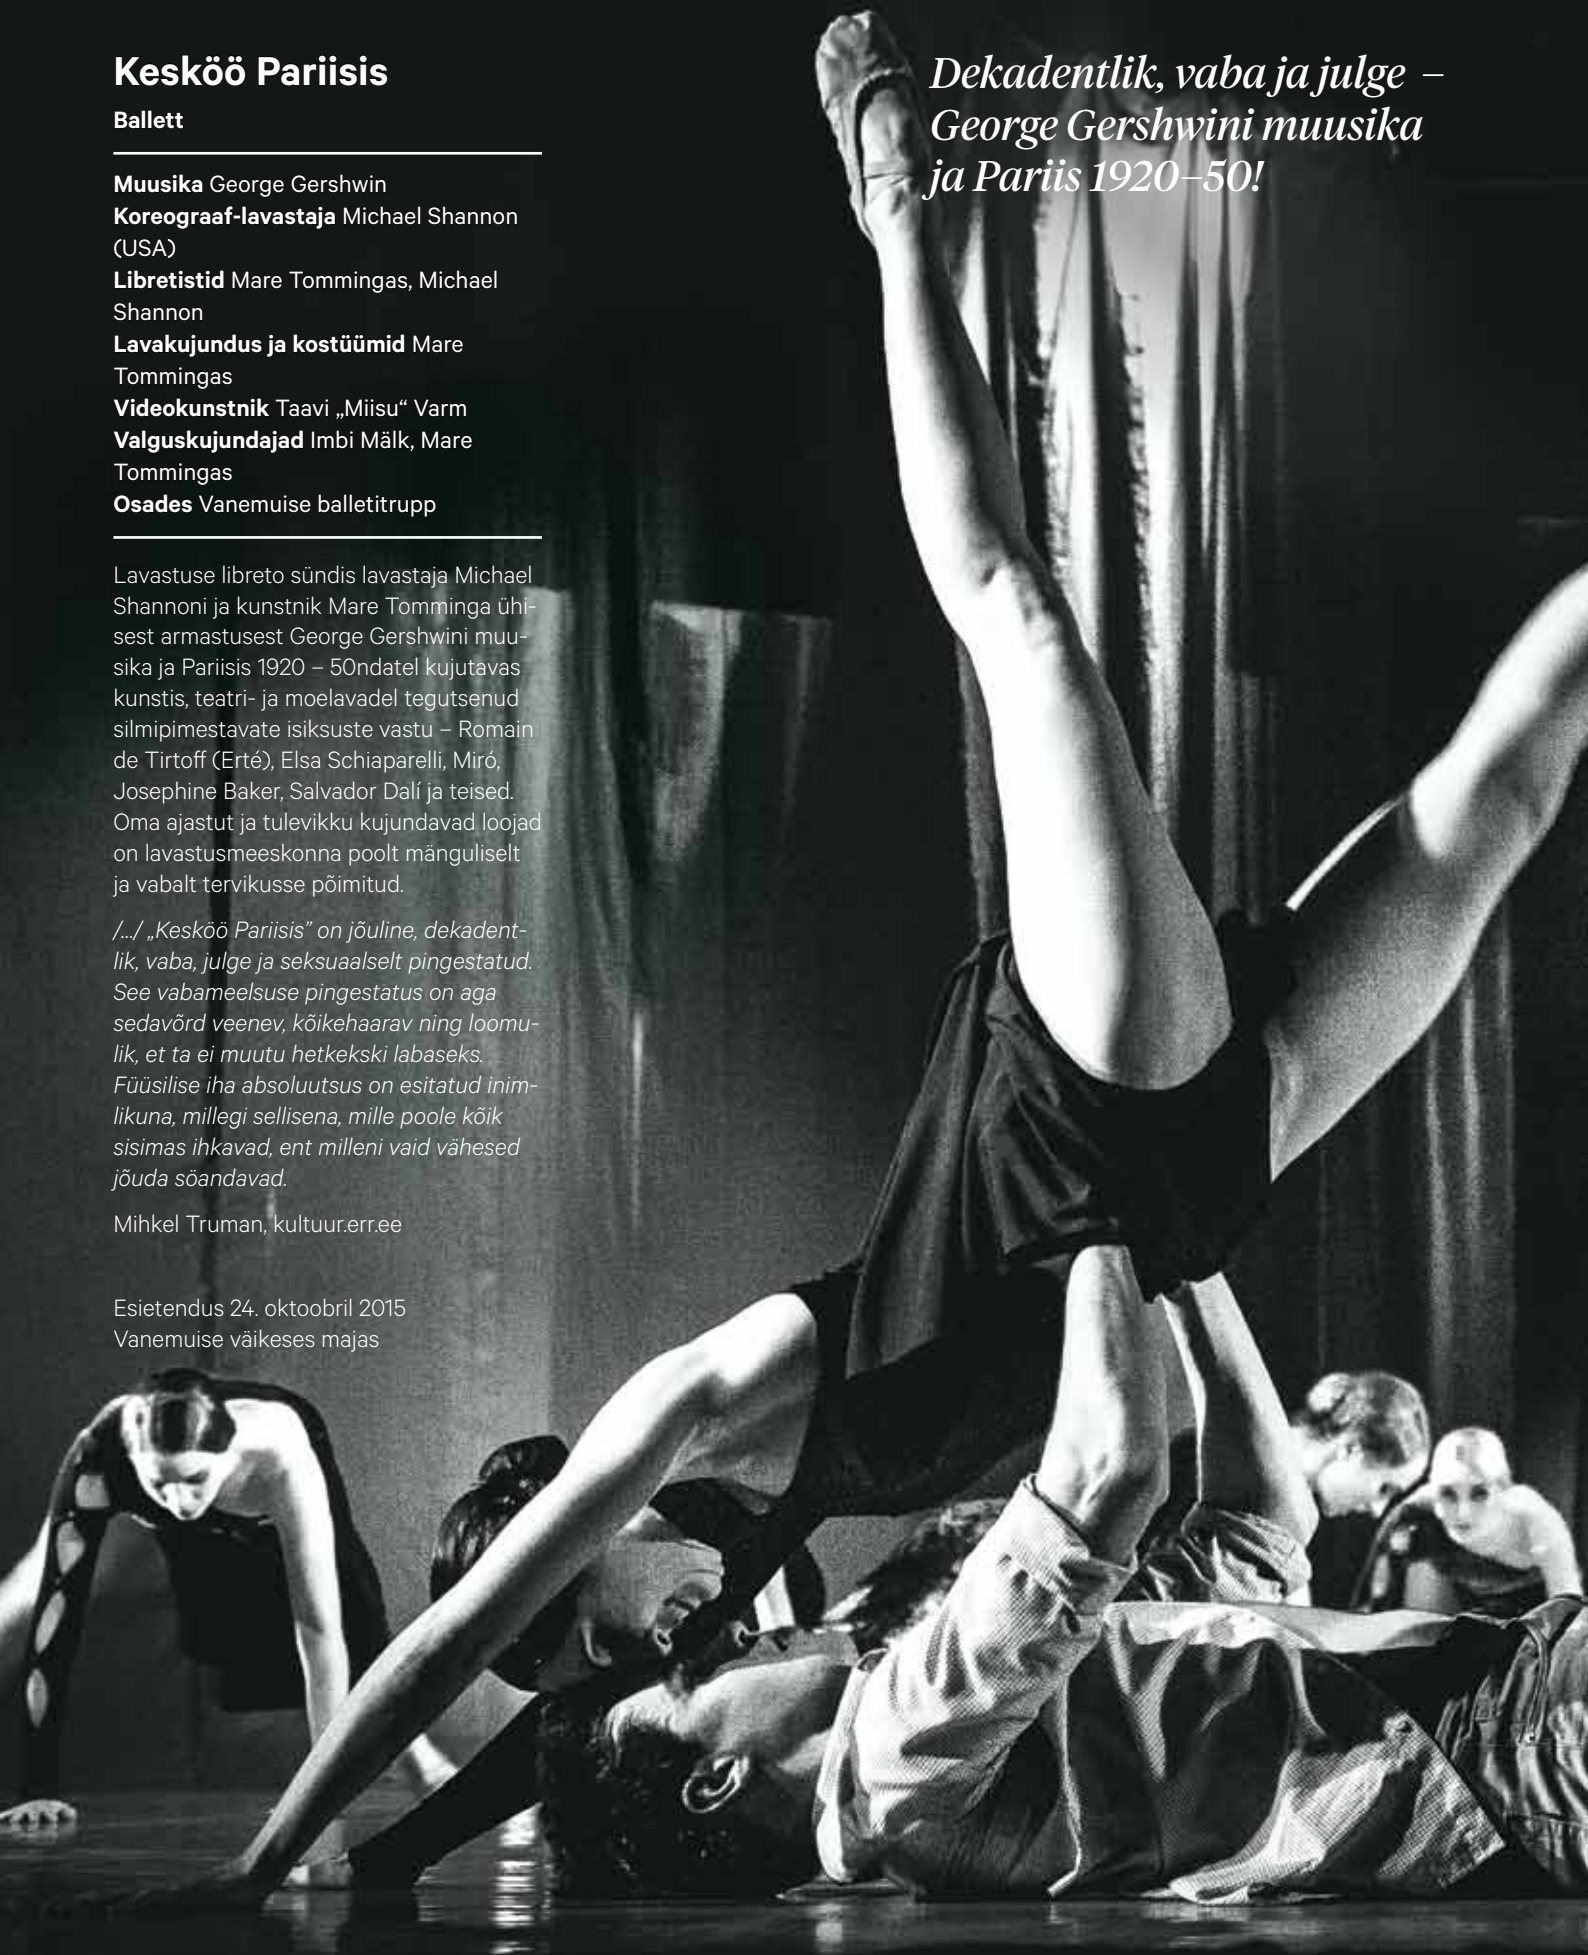 Kesköö Pariisis
Ballett
Muusika George Gershwin
Koreograaf-lavastaja Michael Shannon
(USA)
Libretistid Mare Tommingas, Michael
Shannon
Lavakujundus ja kostüümid Mare
Tommingas
Videokunstnik Taavi „Miisu“ Varm
Valguskujundajad Imbi Mälk, Mare
Tommingas
Osades Vanemuise balletitrupp
Lavastuse libreto sündis lavastaja Michael
Shannoni ja kunstnik Mare Tomminga ühi-
sest armastusest George Gershwini muu-
sika ja Pariisis 1920 – 50ndatel kujutavas
kunstis, teatri- ja moelavadel tegutsenud
silmipimestavate isiksuste vastu – Romain
de Tirtoff (Erté), Elsa Schiaparelli, Miró,
Josephine Baker, Salvador Dalí ja teised.
Oma ajastut ja tulevikku kujundavad loojad
on lavastusmeeskonna poolt mänguliselt
ja vabalt tervikusse põimitud.
/.../ „Kesköö Pariisis” on jõuline, dekadent-
lik, vaba, julge ja seksuaalselt pingestatud.
See vabameelsuse pingestatus on aga
sedavõrd veenev, kõikehaarav ning loomu-
lik, et ta ei muutu hetkekski labaseks.
Füüsilise iha absoluutsus on esitatud inim-
likuna, millegi sellisena, mille poole kõik
sisimas ihkavad, ent milleni vaid vähesed
jõuda söandavad.
Mihkel Truman, kultuur.err.ee
Esietendus 24. oktoobril 2015
Vanemuise väikeses majas
Dekadentlik, vaba ja julge –
George Gershwini muusika
ja Pariis 1920–50!